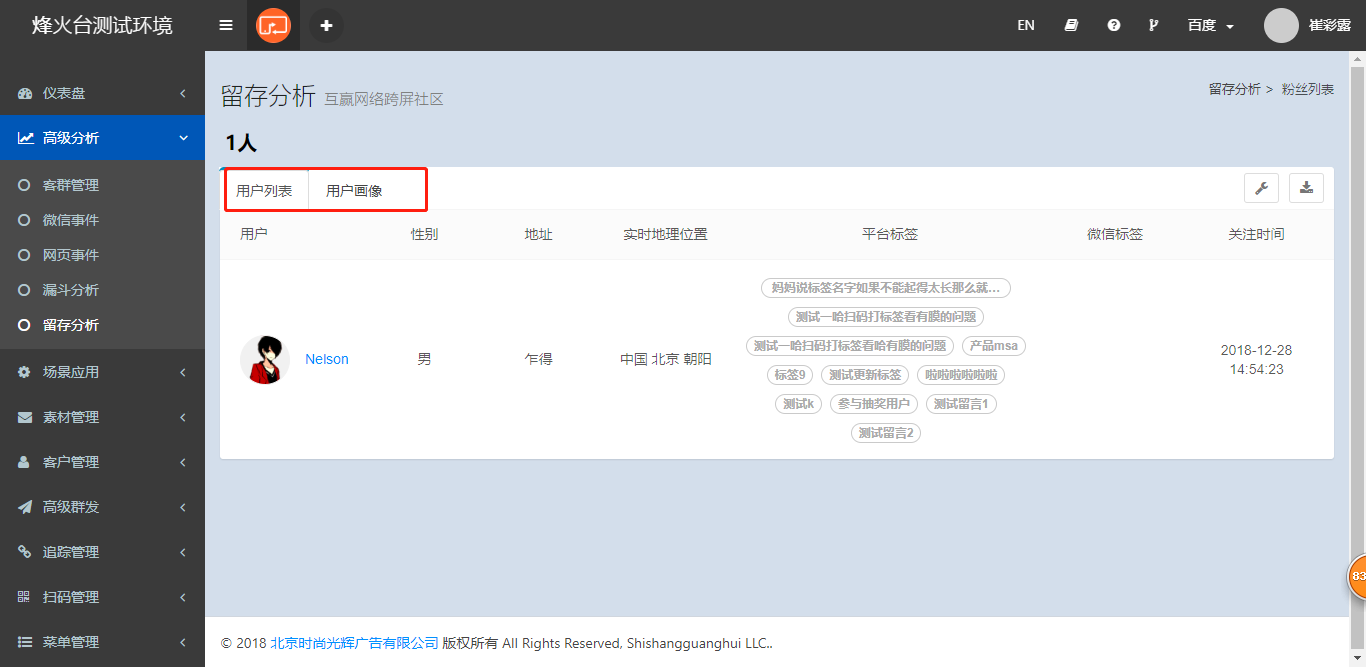 烽火台测试环境
EN
百度
崔彩露
仪表盘
高级分析
客群管理
微信事件
网页事件
漏斗分析
留存分析
场景应用
素材管理
客户管理
高级群发
追踪管理
扫码管理
菜单管理
留存分析 互赢网络跨屏社区
留存分析 > 粉丝列表
1人
用户列表 用户画像
用户 性别 地址 实时地理位置 平台标签 微信标签 关注时间
Nelson 男 乍得 中国 北京 朝阳
妈妈说标签名字如果不能起得太长那么就...
测试一哈扫码打标签看有膜的问题
测试一哈扫码打标签看哈有膜的问题 产品msa
标签9 测试更新标签 啦啦啦啦啦啦
测试k 参与抽奖用户 测试留言1
测试留言2
2018-12-28
14:54:23
83
© 2018 北京时尚光辉广告有限公司 版权所有 All Rights Reserved, Shishangguanghui LLC..